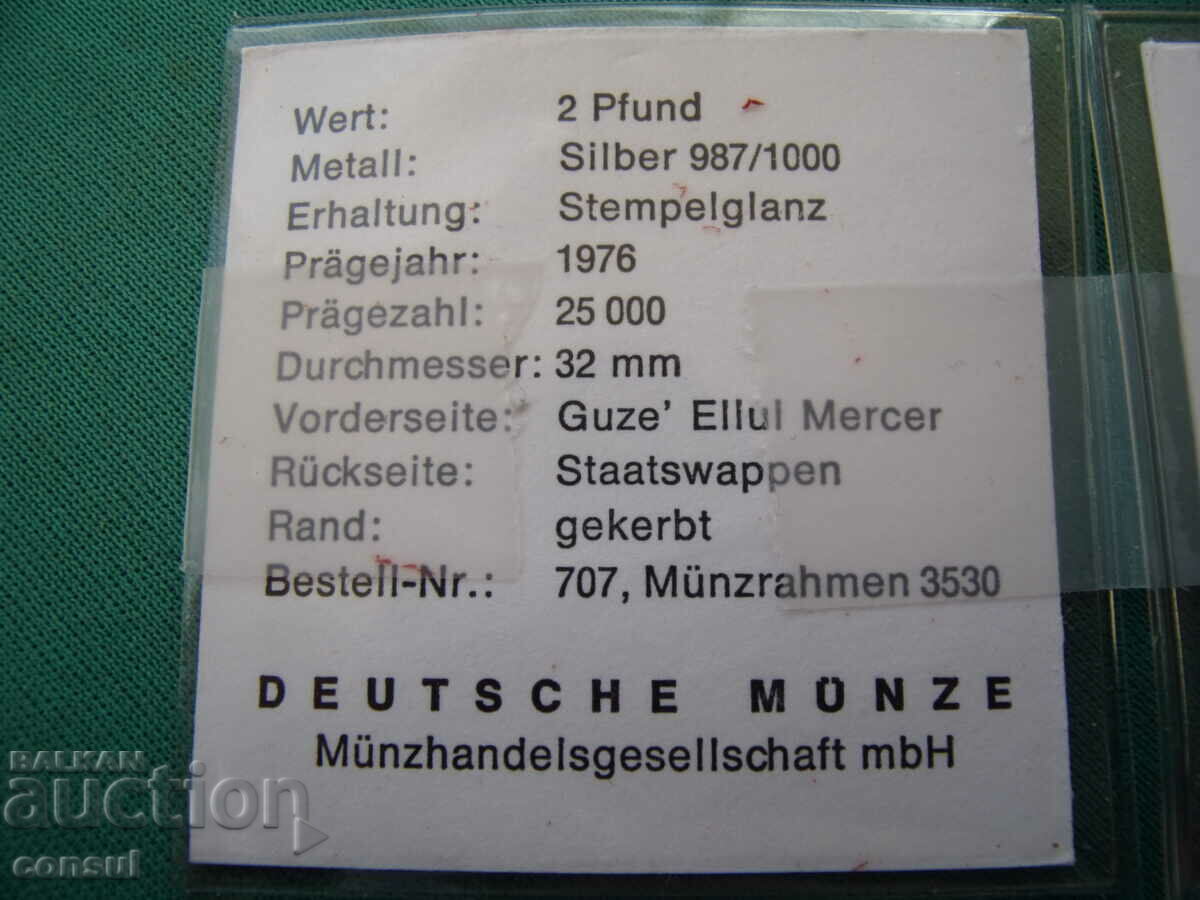 Wert: 2 Pfund
Metall: Silber 987/1000
Erhaltung: Stempelglanz
Prägejahr: 1976
Prägezahl: 25 000
Durchmesser: 32 mm
Vorderseite: Guze' Ellul Mercer
Rückseite: Staatswappen
Rand: gekerbt
Bestell-Nr.: 707, Münzrahmen 3530
DEUTSCHE MÜNZE
Münzhandelsgesellschaft mbH
BALKAN
auction
consul